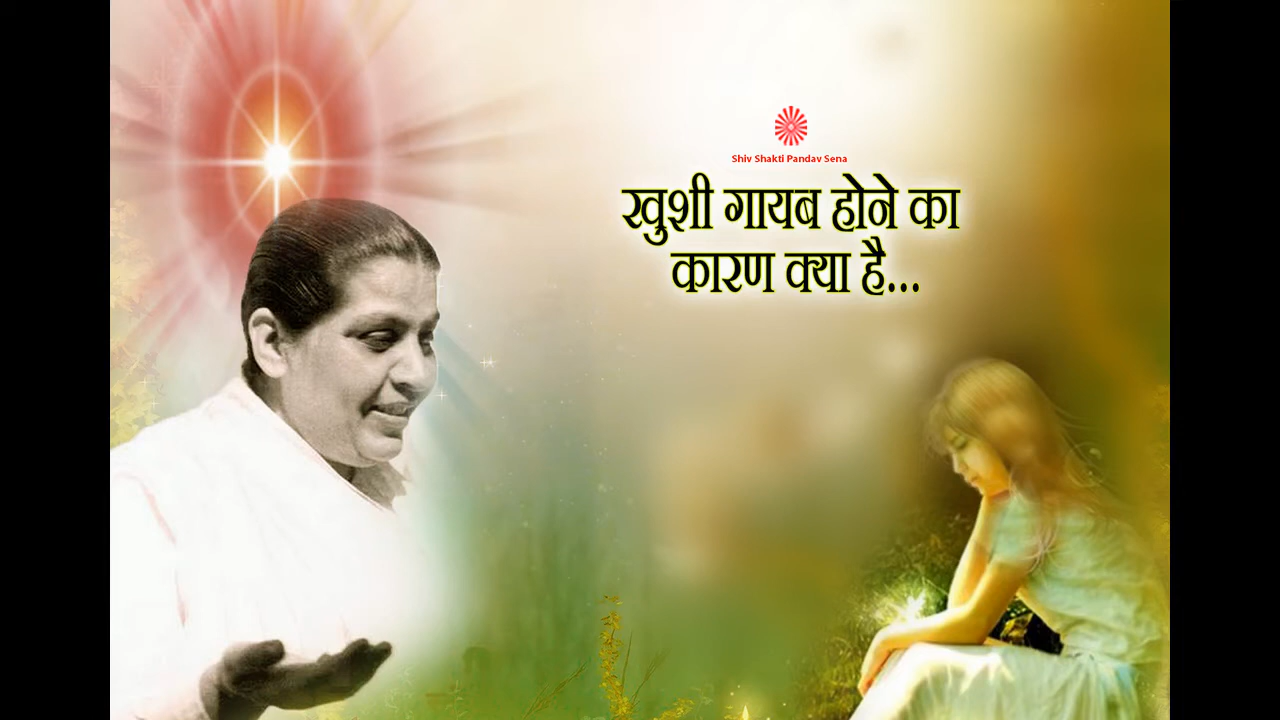 Shiv Shakti Pandav Sena
खुशी गायब होने का
कारण क्या है...